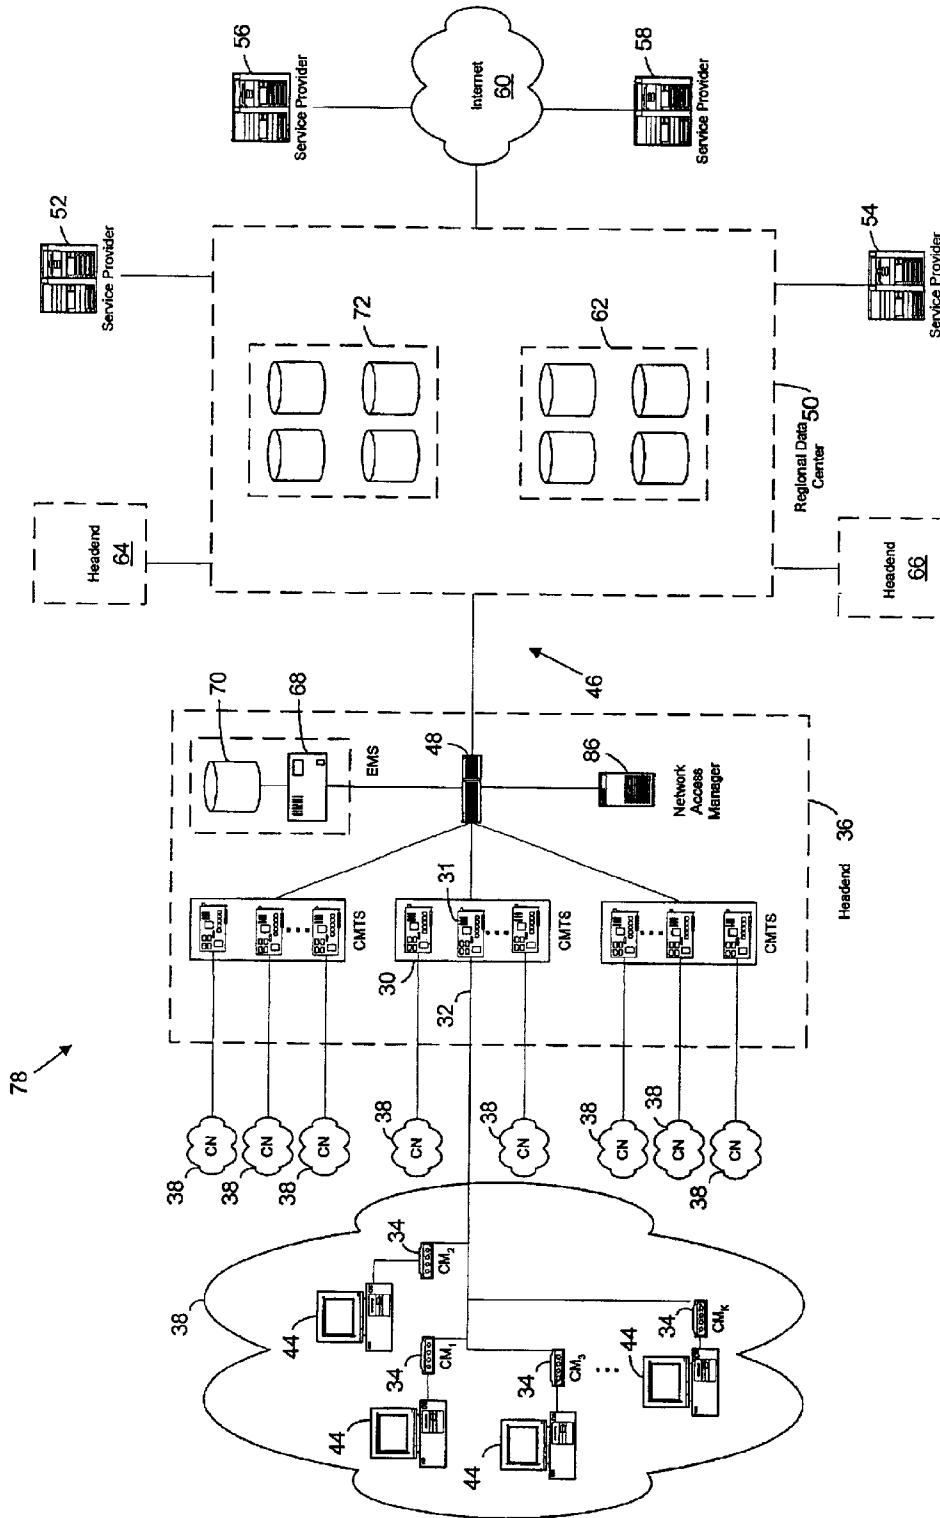 78
38
CN
38
CN
38
CN
38
CN
38
CN
38
CN
38
CN
38
CN
38
38
44
34
CM2
44
34
CM1
44
34
CM3
44
34
CMK
30
31
32
CMTS
CMTS
CMTS
70
68
EMS
48
86
Network
Access
Manager
36
Headend
46
Headend
64
Headend
66
72
62
50
Regional Data
Center
52
Service Provider
54
Service Provider
56
Service Provider
58
Service Provider
Internet
60